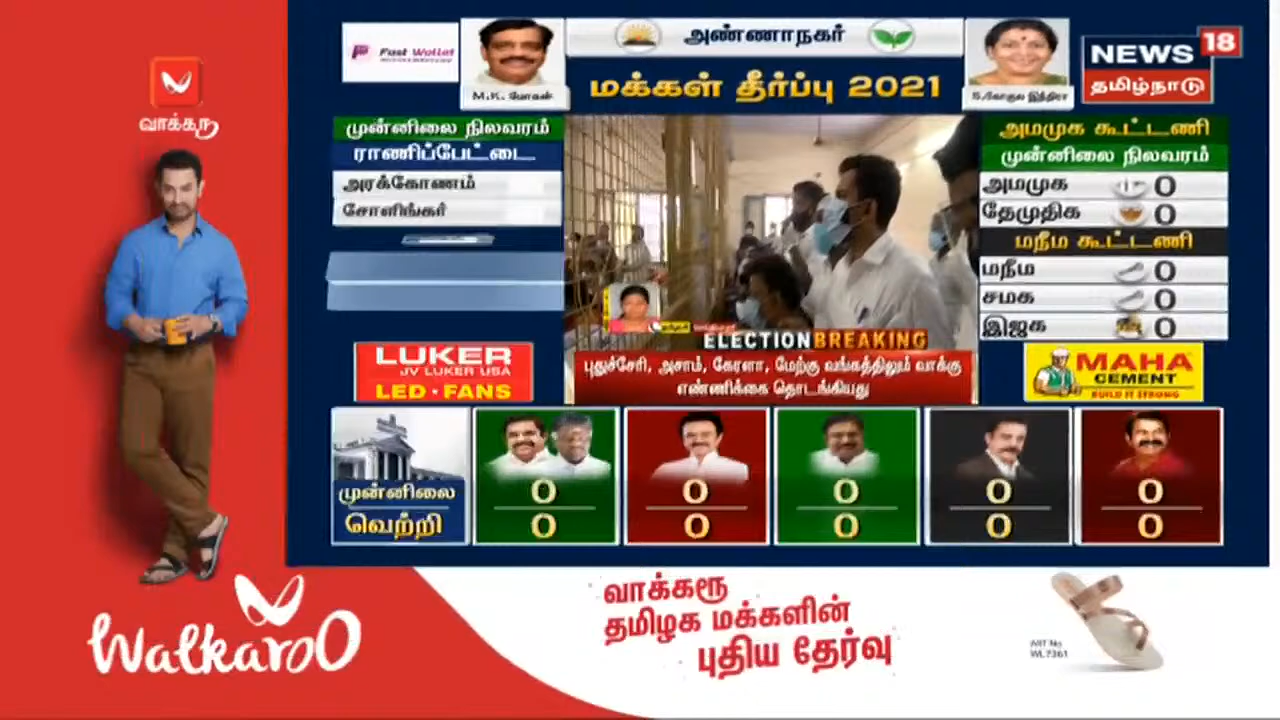 வாக்கரூ
Fast Wallet
M.K. மோகன்
அண்ணாநகர்
மக்கள் தீர்ப்பு 2021
S.கோகுல இந்திரா
NEWS 18
தமிழ்நாடு
முன்னிலை நிலவரம்
ராணிப்பேட்டை
அரக்கோணம்
சோளிங்கர்
LUKER
JV LUKER USA
LED · FANS
ELECTION BREAKING
புதுச்சேரி, அசாம், கேரளா, மேற்கு வங்கத்திலும் வாக்கு
எண்ணிக்கை தொடங்கியது
அமமுக கூட்டணி
முன்னிலை நிலவரம்
அமமுக 0
தேமுதிக 0
மநீம கூட்டணி
மநீம 0
சமக 0
இஜக 0
MAHA
CEMENT
BUILD IT STRONG
முன்னிலை 0 0 0 0 0
வெற்றி 0 0 0 0 0
Walkaroo
வாக்கரூ
தமிழக மக்களின்
புதிய தேர்வு
ART No.
WL7361